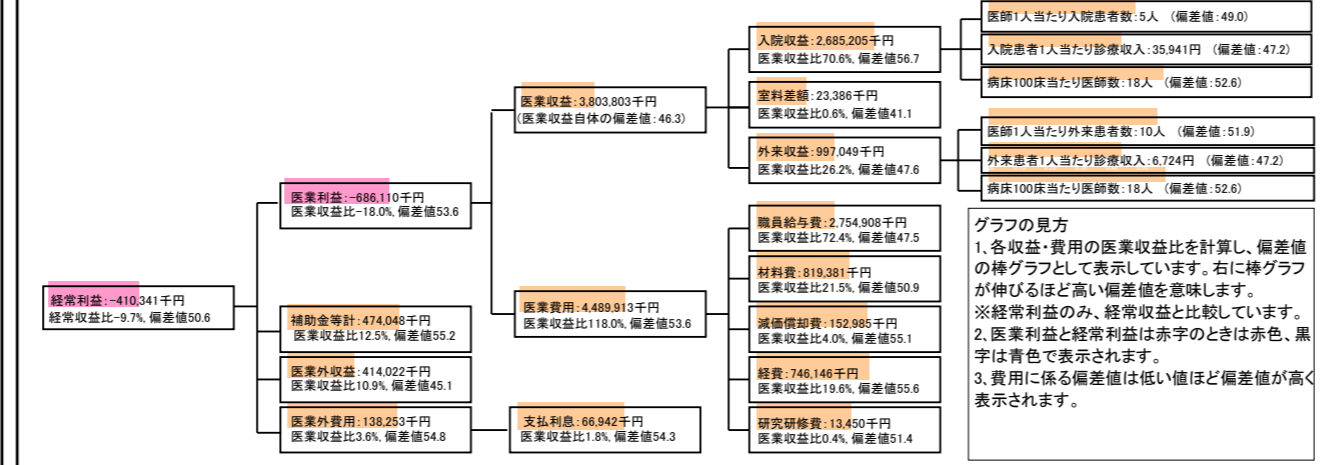 経常利益:-410,341千円
経常収益比-9.7%, 偏差値50.6
医業利益:-686,110千円
医業収益比-18.0%, 偏差値53.6
補助金等計:474,048千円
医業収益比12.5%, 偏差値55.2
医業外収益:414,022千円
医業収益比10.9%, 偏差値45.1
医業外費用:138,253千円
医業収益比3.6%, 偏差値54.8
医業収益:3,803,803千円
(医業収益自体の偏差値:46.3)
医業費用:4,489,913千円
医業収益比118.0%, 偏差値53.6
支払利息:66,942千円
医業収益比1.8%, 偏差値54.3
入院収益:2,685,205千円
医業収益比70.6%, 偏差値56.7
室料差額:23,386千円
医業収益比0.6%, 偏差値41.1
外来収益:997,049千円
医業収益比26.2%, 偏差値47.6
職員給与費:2,754,908千円
医業収益比72.4%, 偏差値47.5
材料費:819,381千円
医業収益比21.5%, 偏差値50.9
減価償却費:152,985千円
医業収益比4.0%, 偏差値55.1
経費:746,146千円
医業収益比19.6%, 偏差値55.6
研究研修費:13,450千円
医業収益比0.4%, 偏差値51.4
医師1人当たり入院患者数:5人 (偏差値:49.0)
入院患者1人当たり診療収入:35,941円 (偏差値:47.2)
病床100床当たり医師数:18人 (偏差値:52.6)
医師1人当たり外来患者数:10人 (偏差値:51.9)
外来患者1人当たり診療収入:6,724円 (偏差値:47.2)
病床100床当たり医師数:18人 (偏差値:52.6)
グラフの見方
1、各収益・費用の医業収益比を計算し、偏差値
の棒グラフとして表示しています。右に棒グラフ
が伸びるほど高い偏差値を意味します。
※経常利益のみ、経常収益と比較しています。
2、医業利益と経常利益は赤字のときは赤色、黒
字は青色で表示されます。
3、費用に係る偏差値は低い値ほど偏差値が高く
表示されます。